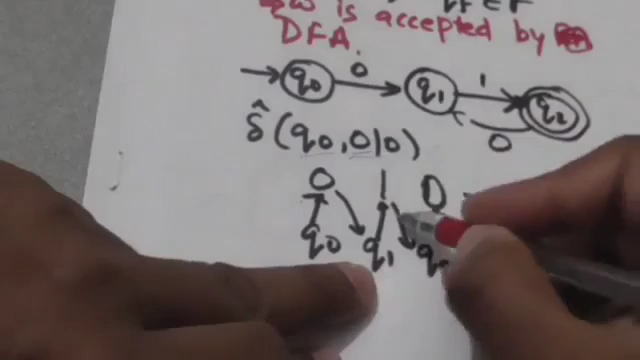 w is accepted by
DFA.
q0 0 q1 1 q2
0
δ̂(q0, 010)
0 1 0
q0 q1